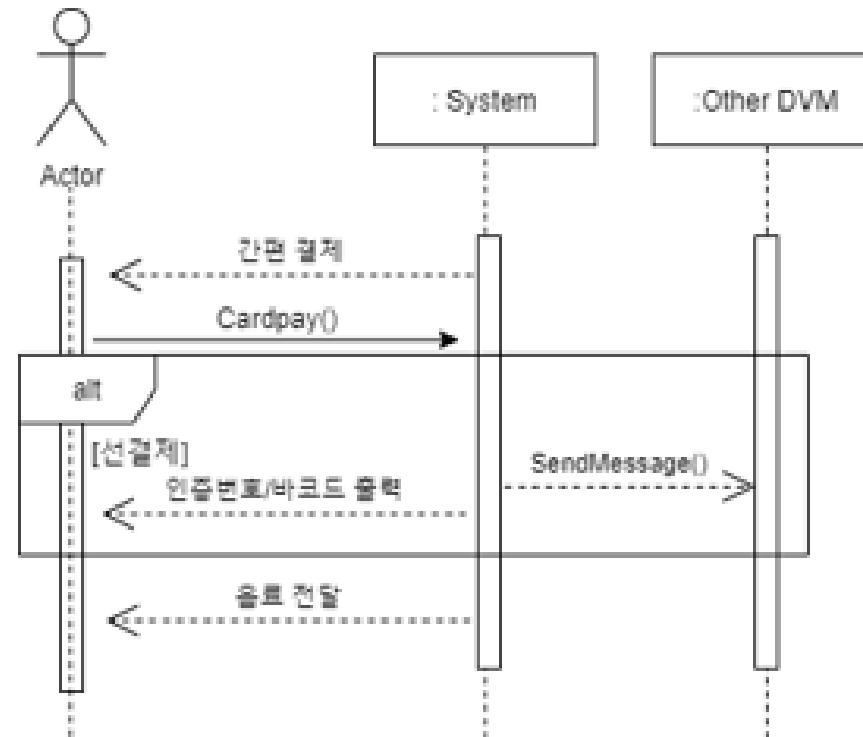 : System
:Other DVM
Actor
간편 결제
Cardpay()
alt
[선결제]
SendMessage()
인증번호/바코드 출력
음료 전달